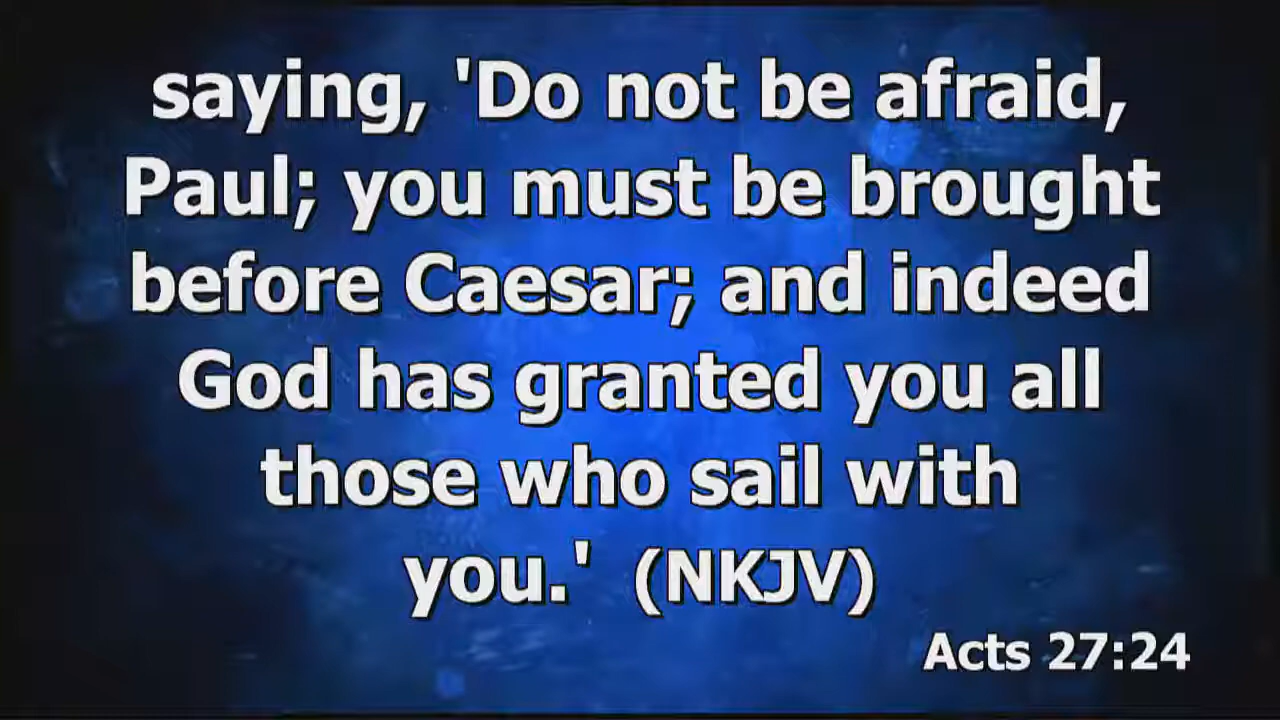 saying, 'Do not be afraid,
Paul; you must be brought
before Caesar; and indeed
God has granted you all
those who sail with
you.' (NKJV)
Acts 27:24